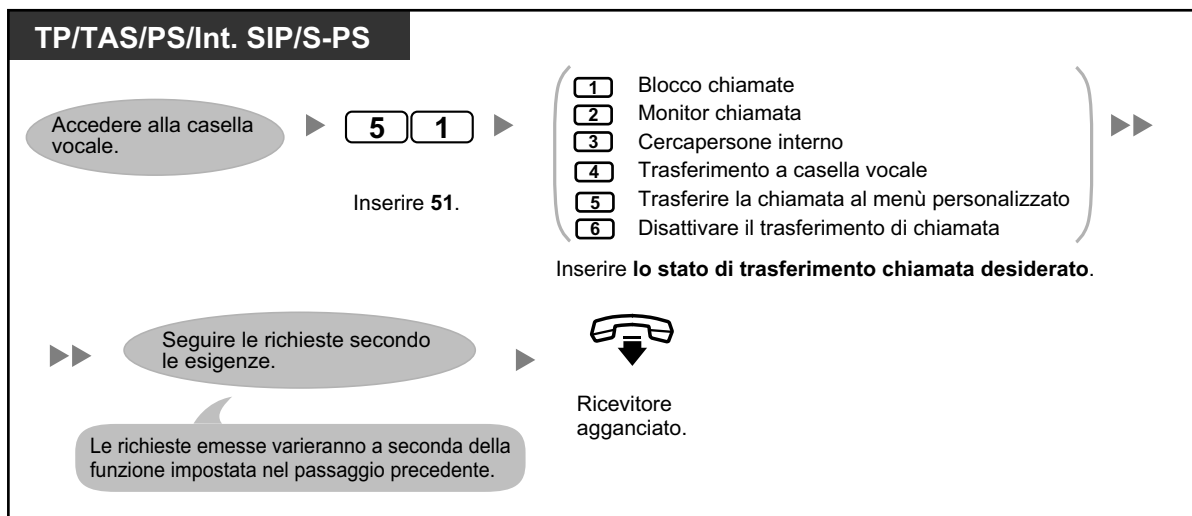 TP/TAS/PS/Int. SIP/S-PS
Accedere alla casella
vocale.
5 1
Inserire 51.
1 Blocco chiamate
2 Monitor chiamata
3 Cercapersone interno
4 Trasferimento a casella vocale
5 Trasferire la chiamata al menù personalizzato
6 Disattivare il trasferimento di chiamata
Inserire lo stato di trasferimento chiamata desiderato.
Seguire le richieste secondo
le esigenze.
Le richieste emesse varieranno a seconda della
funzione impostata nel passaggio precedente.
Ricevitore
agganciato.